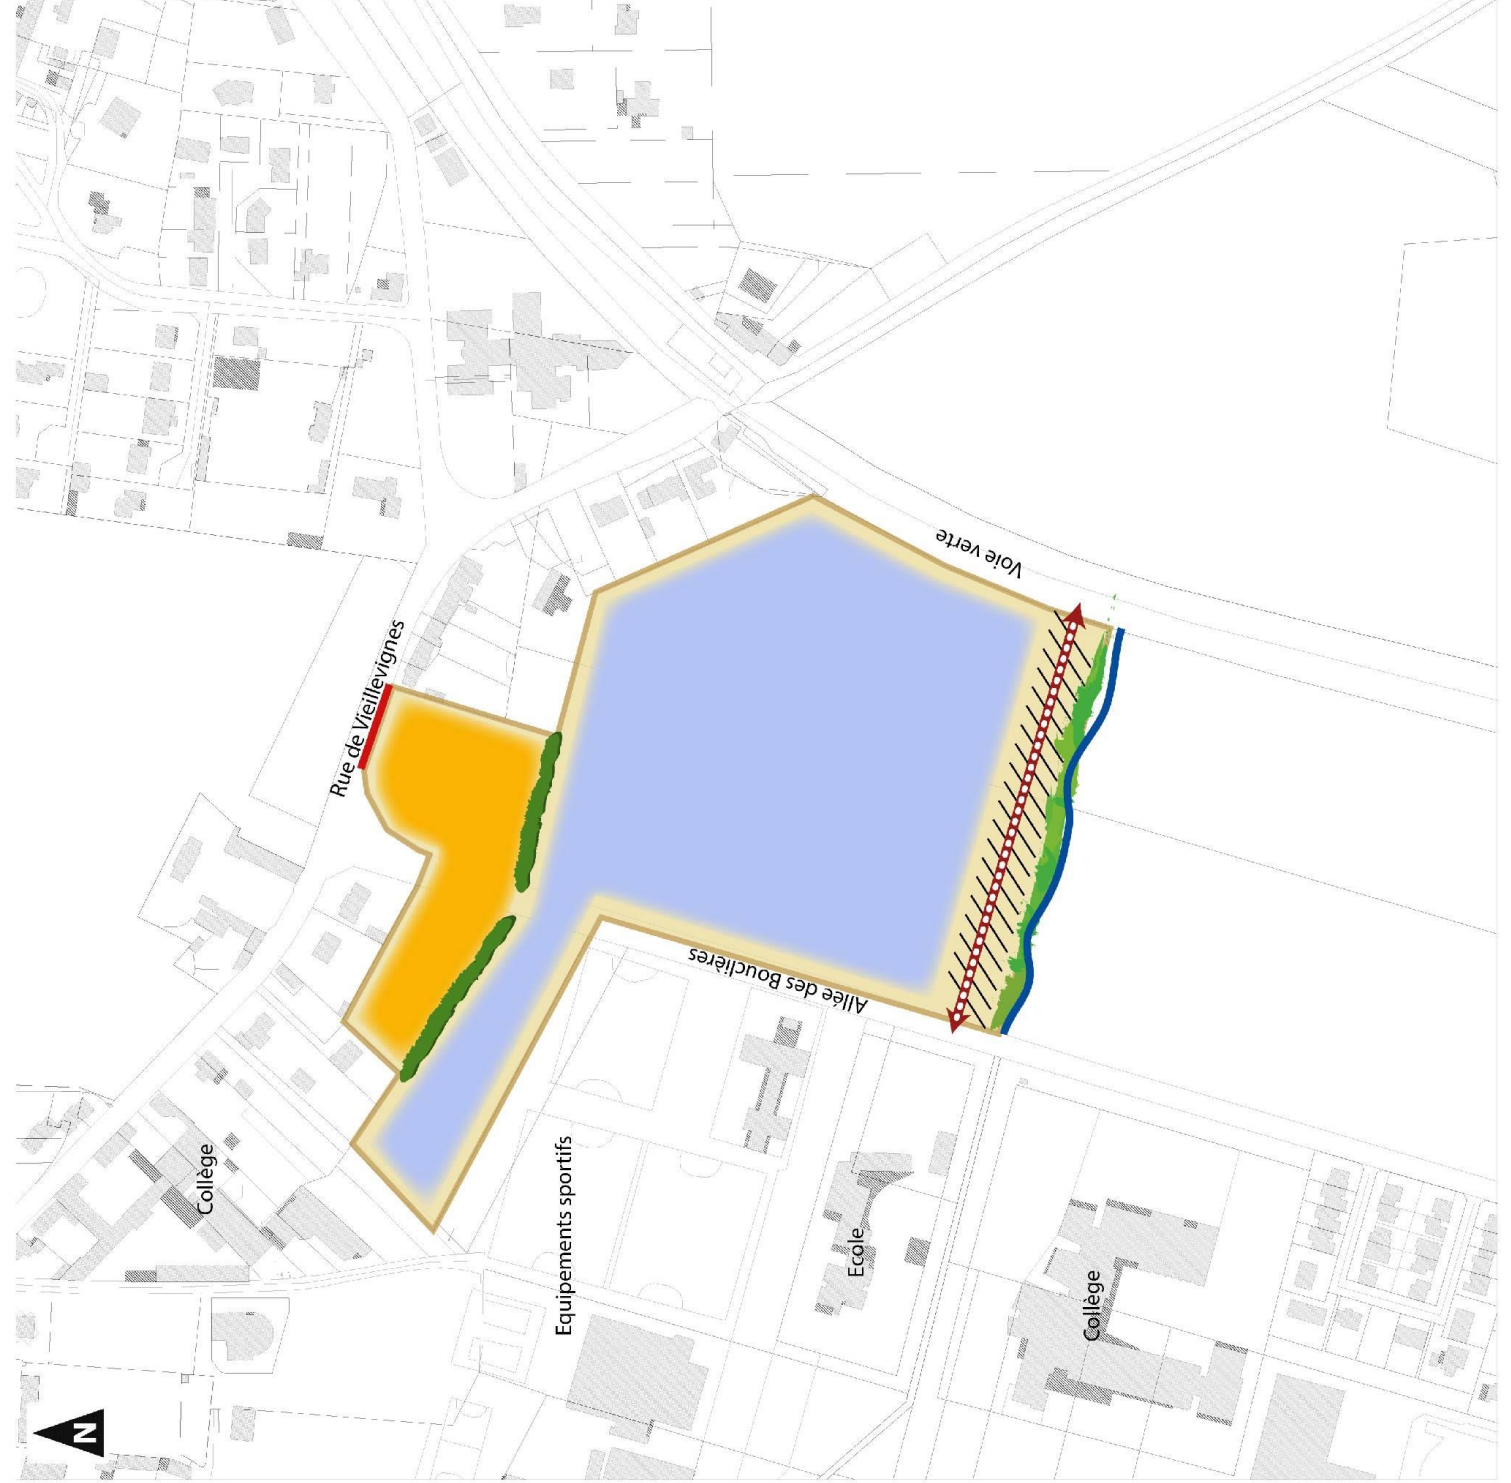 Rue de Vieillevignes
Voie verte
Allée des Bouclières
Collège
Equipements sportifs
Ecole
Collège
N